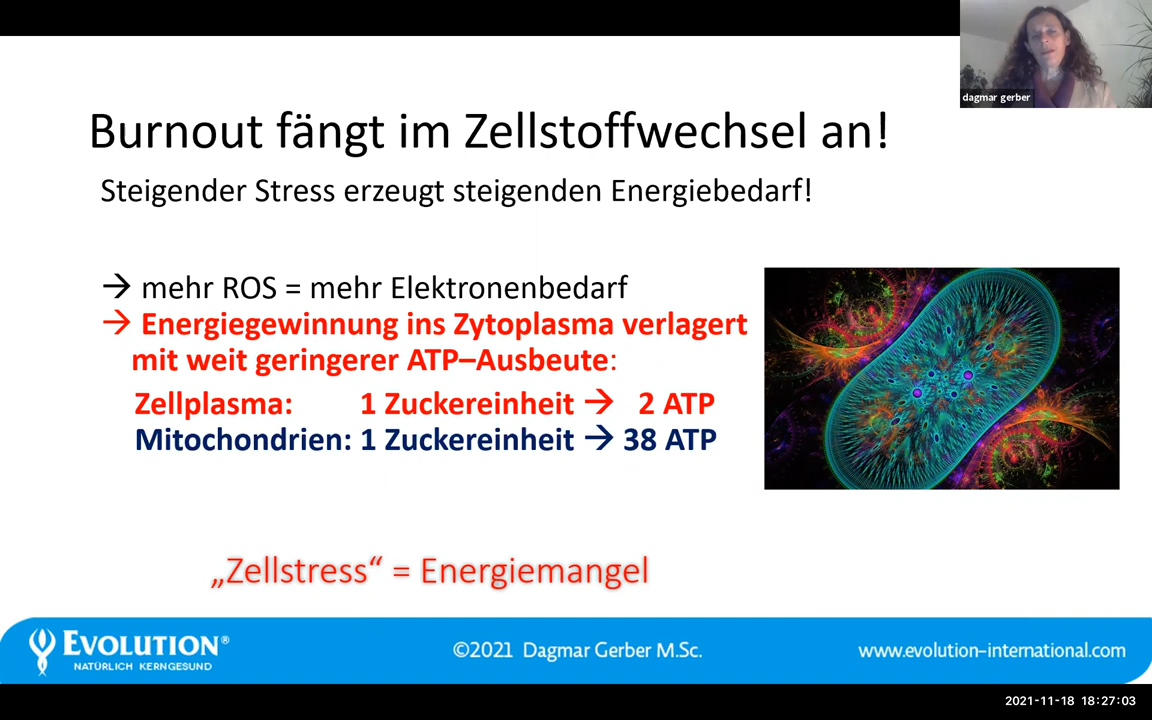 dagmar gerber
Burnout fängt im Zellstoffwechsel an!
Steigender Stress erzeugt steigenden Energiebedarf!
→ mehr ROS = mehr Elektronenbedarf
→ Energiegewinnung ins Zytoplasma verlagert
mit weit geringerer ATP–Ausbeute:
Zellplasma: 1 Zuckereinheit → 2 ATP
Mitochondrien: 1 Zuckereinheit → 38 ATP
„Zellstress“ = Energiemangel
EVOLUTION®
NATÜRLICH KERNGESUND
©2021 Dagmar Gerber M.Sc.
www.evolution-international.com
2021-11-18 18:27:03